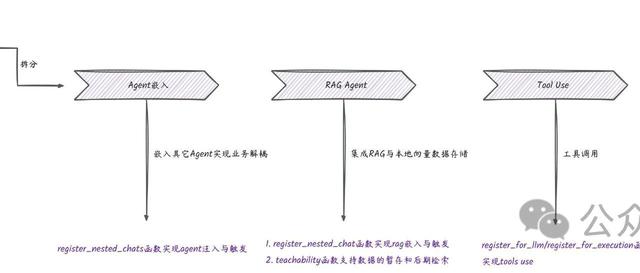 拆分
Agent嵌入
RAG Agent
Tool Use
嵌入其它Agent实现业务解耦
集成RAG与本地向量数据存储
工具调用
register_nested_chats函数实现agent注入与触发
1. register_nested_chat函数实现rag嵌入与触发
2. teachability函数支持数据的暂存和后期检索
register_for_llm/register_for_execution函
实现tools use
公众